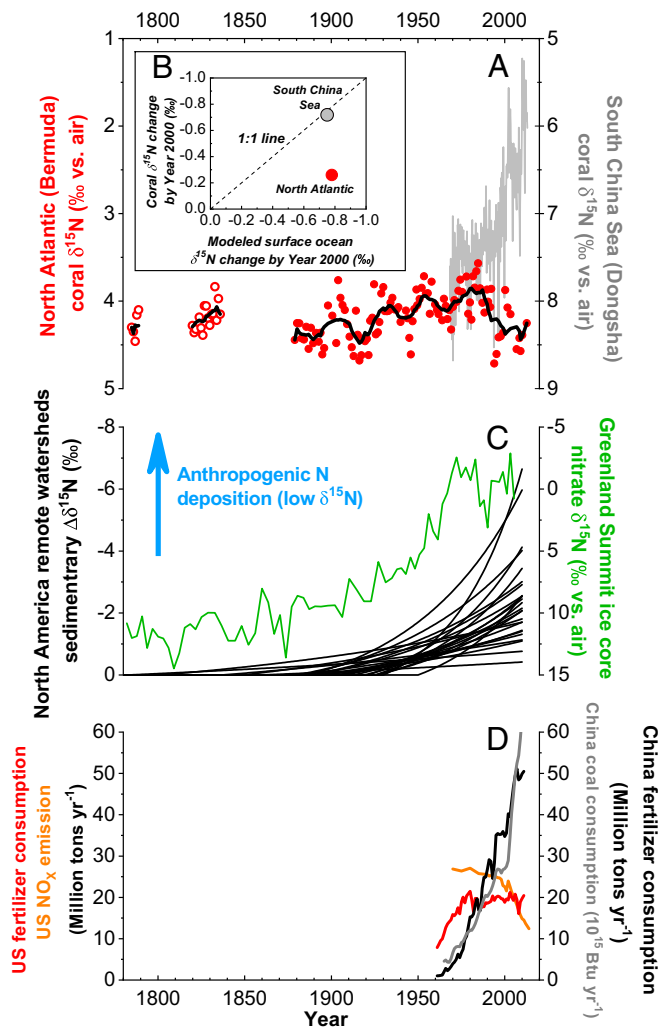 1800 1850 1900 1950 2000
A
1
2
3
4
5
North Atlantic (Bermuda)
coral δ¹⁵N (‰ vs. air)
5
6
7
8
9
South China Sea (Dongsha)
coral δ¹⁵N (‰ vs. air)
B
-1.0
-0.8
-0.6
-0.4
-0.2
0.0
Coral δ¹⁵N change
by Year 2000 (‰)
South China
Sea
1:1 line
North Atlantic
0.0 -0.2 -0.4 -0.6 -0.8 -1.0
Modeled surface ocean
δ¹⁵N change by Year 2000 (‰)
C
-8
-6
-4
-2
0
North America remote watersheds
sedimentrary Δδ¹⁵N (‰)
Anthropogenic N
deposition (low δ¹⁵N)
-5
0
5
10
15
Greenland Summit ice core
nitrate δ¹⁵N (‰ vs. air)
D
60
50
40
30
20
10
0
US fertilizer consumption
US NOX emission
(Million tons yr⁻¹)
60
50
40
30
20
10
0
China coal consumption (10¹⁵ Btu yr⁻¹)
China fertilizer consumption
(Million tons yr⁻¹)
1800 1850 1900 1950 2000
Year